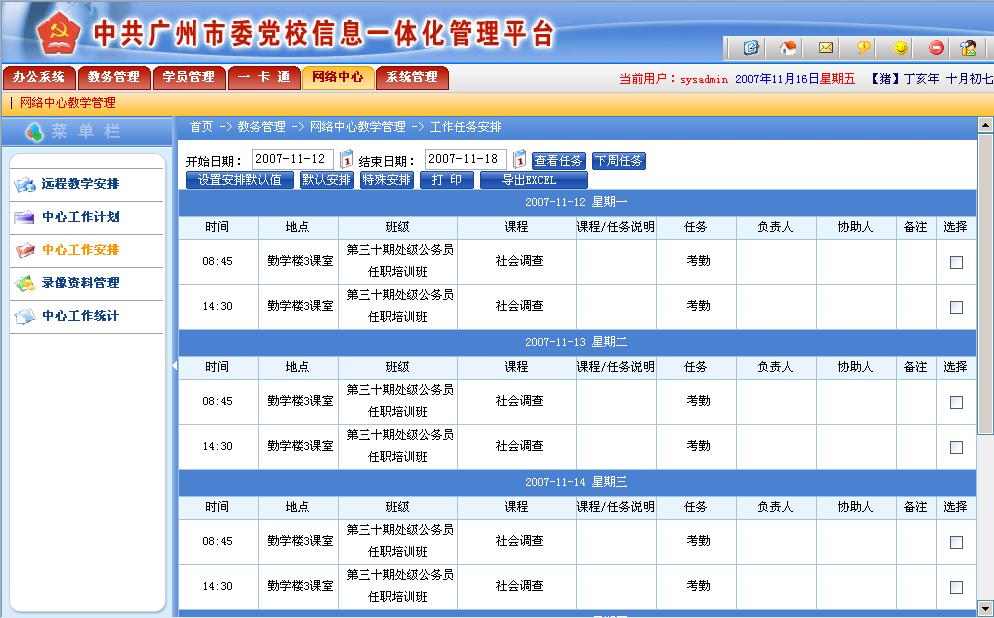 中共广州市委党校信息一体化管理平台
办公系统 教务管理 学员管理 一卡通 网络中心 系统管理
当前用户：sysadmin 2007年11月16日星期五 【猪】丁亥年 十月初七
| 网络中心教学管理
菜单栏
远程教学安排
中心工作计划
中心工作安排
录像资料管理
中心工作统计
首页 -> 教务管理 -> 网络中心教学管理 -> 工作任务安排
开始日期： 2007-11-12 结束日期： 2007-11-18 查看任务 下周任务
设置安排默认值 默认安排 特殊安排 打 印 导出EXCEL
2007-11-12 星期一
时间 地点 班级 课程 课程/任务说明 任务 负责人 协助人 备注 选择
08:45 勤学楼3课室 第三十期处级公务员任职培训班 社会调查 考勤
14:30 勤学楼3课室 第三十期处级公务员任职培训班 社会调查 考勤
2007-11-13 星期二
时间 地点 班级 课程 课程/任务说明 任务 负责人 协助人 备注 选择
08:45 勤学楼3课室 第三十期处级公务员任职培训班 社会调查 考勤
14:30 勤学楼3课室 第三十期处级公务员任职培训班 社会调查 考勤
2007-11-14 星期三
时间 地点 班级 课程 课程/任务说明 任务 负责人 协助人 备注 选择
08:45 勤学楼3课室 第三十期处级公务员任职培训班 社会调查 考勤
14:30 勤学楼3课室 第三十期处级公务员任职培训班 社会调查 考勤